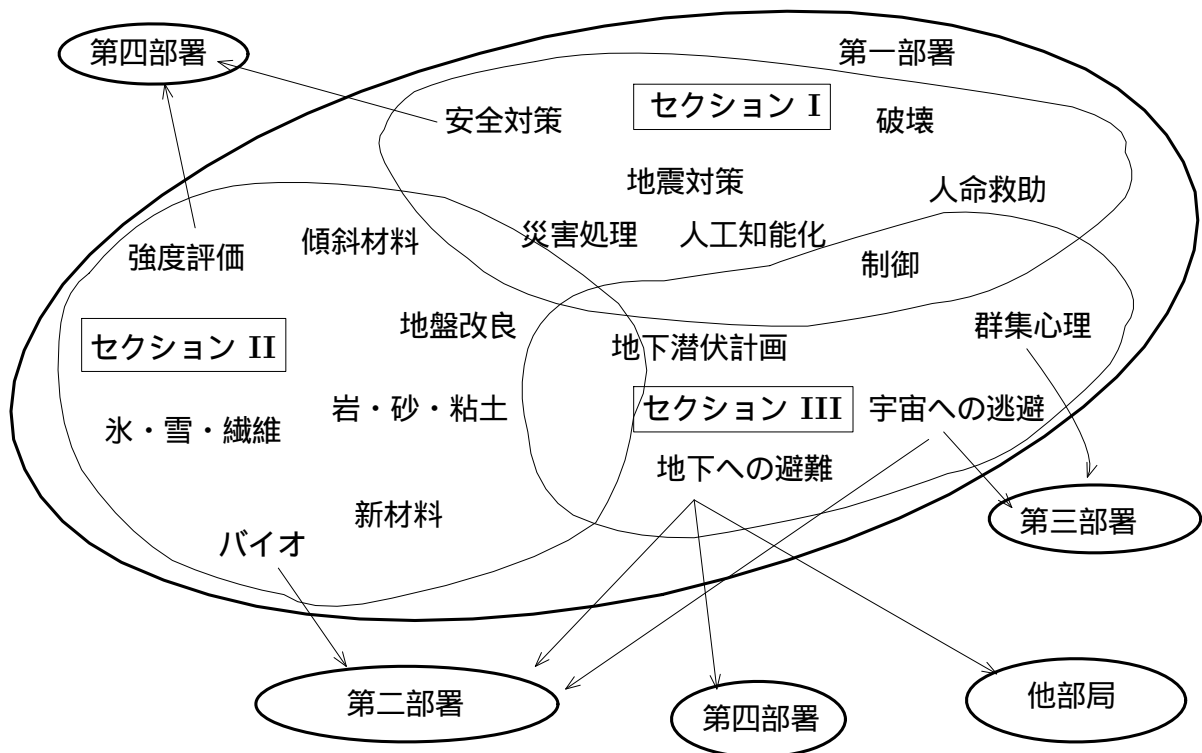 第四部署
第一部署
セクション I
安全対策
破壊
地震対策
人命救助
災害処理
人工知能化
強度評価
傾斜材料
制御
地盤改良
群集心理
セクション II
地下潜伏計画
岩・砂・粘土
セクション III
宇宙への逃避
氷・雪・繊維
地下への避難
新材料
第三部署
バイオ
第二部署
第四部署
他部局